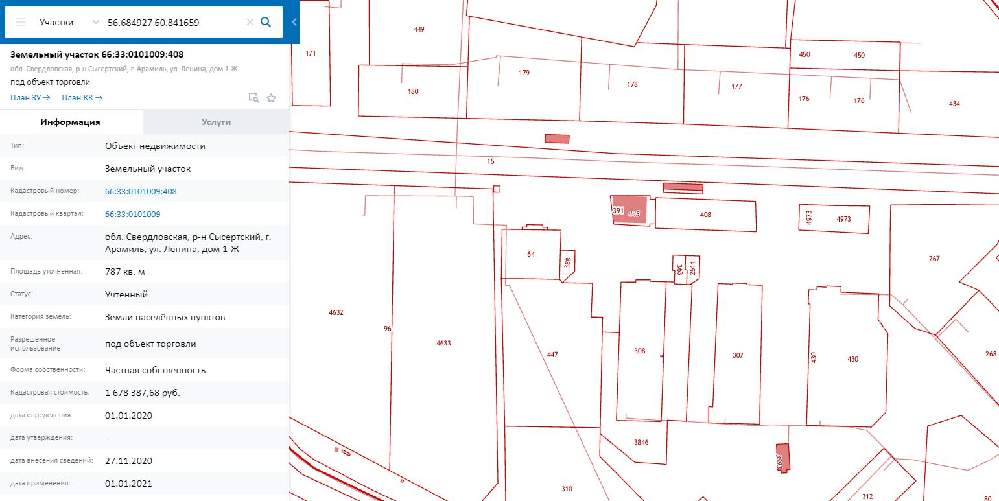 Участки
56.684927 60.841659
Земельный участок 66:33:0101009:408
обл. Свердловская, р-н Сысертский, г. Арамиль, ул. Ленина, дом 1-Ж
под объект торговли
План ЗУ → План КК →
Информация Услуги
Тип: Объект недвижимости
Вид: Земельный участок
Кадастровый номер: 66:33:0101009:408
Кадастровый квартал: 66:33:0101009
Адрес: обл. Свердловская, р-н Сысертский, г.
Арамиль, ул. Ленина, дом 1-Ж
Площадь уточненная: 787 кв. м
Статус: Учтенный
Категория земель: Земли населённых пунктов
Разрешенное
использование: под объект торговли
Форма собственности: Частная собственность
Кадастровая стоимость: 1 678 387,68 руб.
дата определения: 01.01.2020
дата утверждения: -
дата внесения сведений: 27.11.2020
дата применения: 01.01.2021
449
171
450 450
179
178
177
180
176 176
434
15
391 445
408
4973 4973
64
388
363 2511
267
4632
96
4633
447
308
307
430 430
268
3846
3993
310
312
80